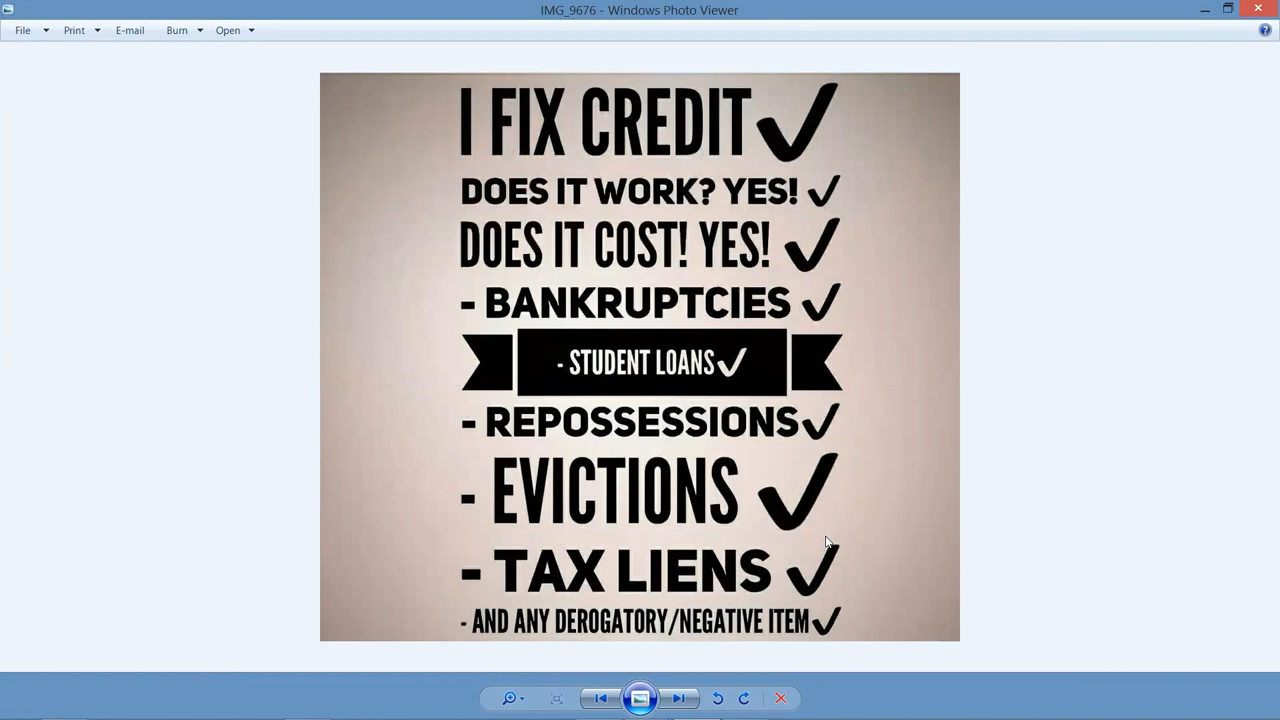 IMG_9676 - Windows Photo Viewer
File Print E-mail Burn Open
I FIX CREDIT✔
DOES IT WORK? YES! ✔
DOES IT COST! YES! ✔
- BANKRUPTCIES ✔
- STUDENT LOANS✔
- REPOSSESSIONS✔
- EVICTIONS ✔
- TAX LIENS ✔
- AND ANY DEROGATORY/NEGATIVE ITEM✔